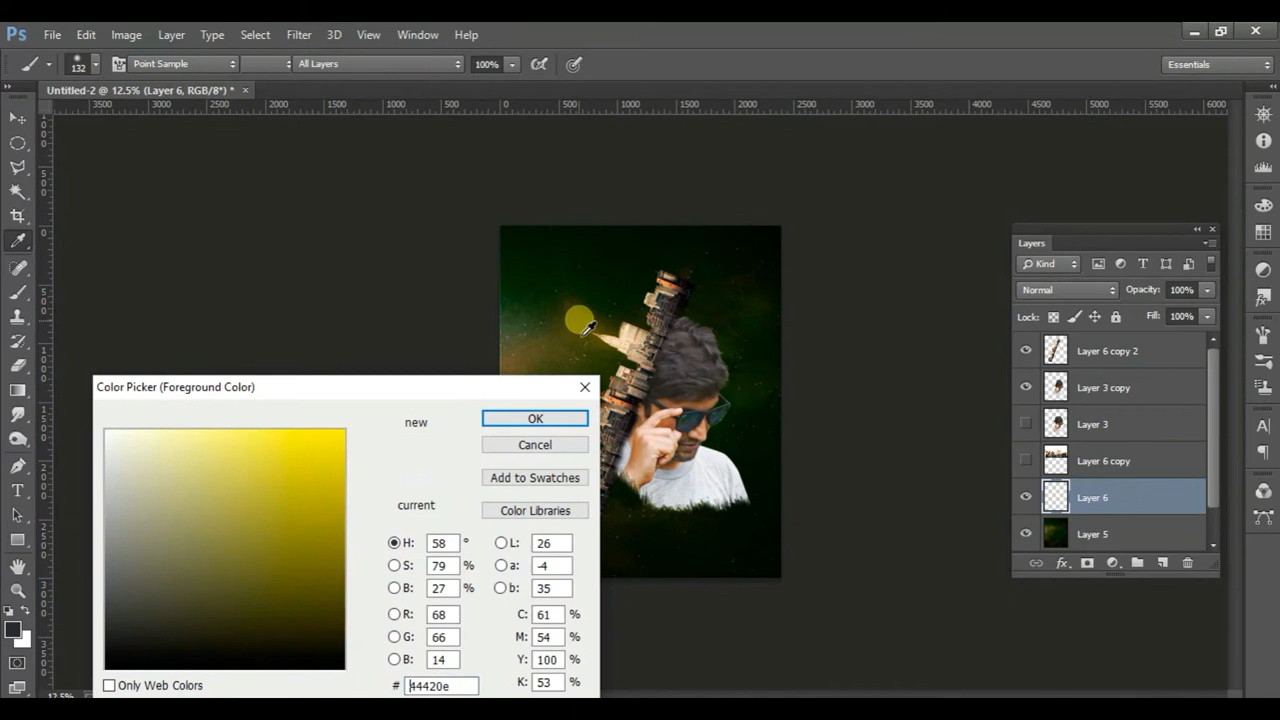 Ps File Edit Image Layer Type Select Filter 3D View Window Help
132 Point Sample All Layers 100% Essentials
Untitled-2 @ 12.5% (Layer 6, RGB/8*) * ×
3500 3000 2500 2000 1500 1000 500 0 500 1000 1500 2000 2500 3000 3500 4000 4500 5000 5500 6000
Layers
Kind
Normal Opacity: 100%
Lock: Fill: 100%
Layer 6 copy 2
Layer 3 copy
Layer 3
Layer 6 copy
Layer 6
Layer 5
fx
Color Picker (Foreground Color)
new
OK
Cancel
Add to Swatches
current
Color Libraries
H: 58 ° L: 26
S: 79 % a: -4
B: 27 % b: 35
R: 68 C: 61 %
G: 66 M: 54 %
B: 14 Y: 100 %
K: 53 %
Only Web Colors # 44420e
12.5%